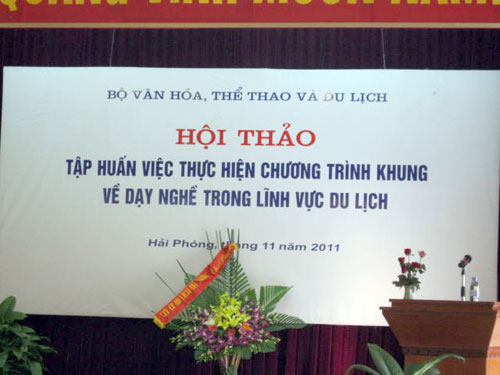 BỘ VĂN HÓA, THỂ THAO VÀ DU LỊCH
HỘI THẢO
TẬP HUẤN VIỆC THỰC HIỆN CHƯƠNG TRÌNH KHUNG
VỀ DẠY NGHỀ TRONG LĨNH VỰC DU LỊCH
Hải Phòng, 11 năm 2011